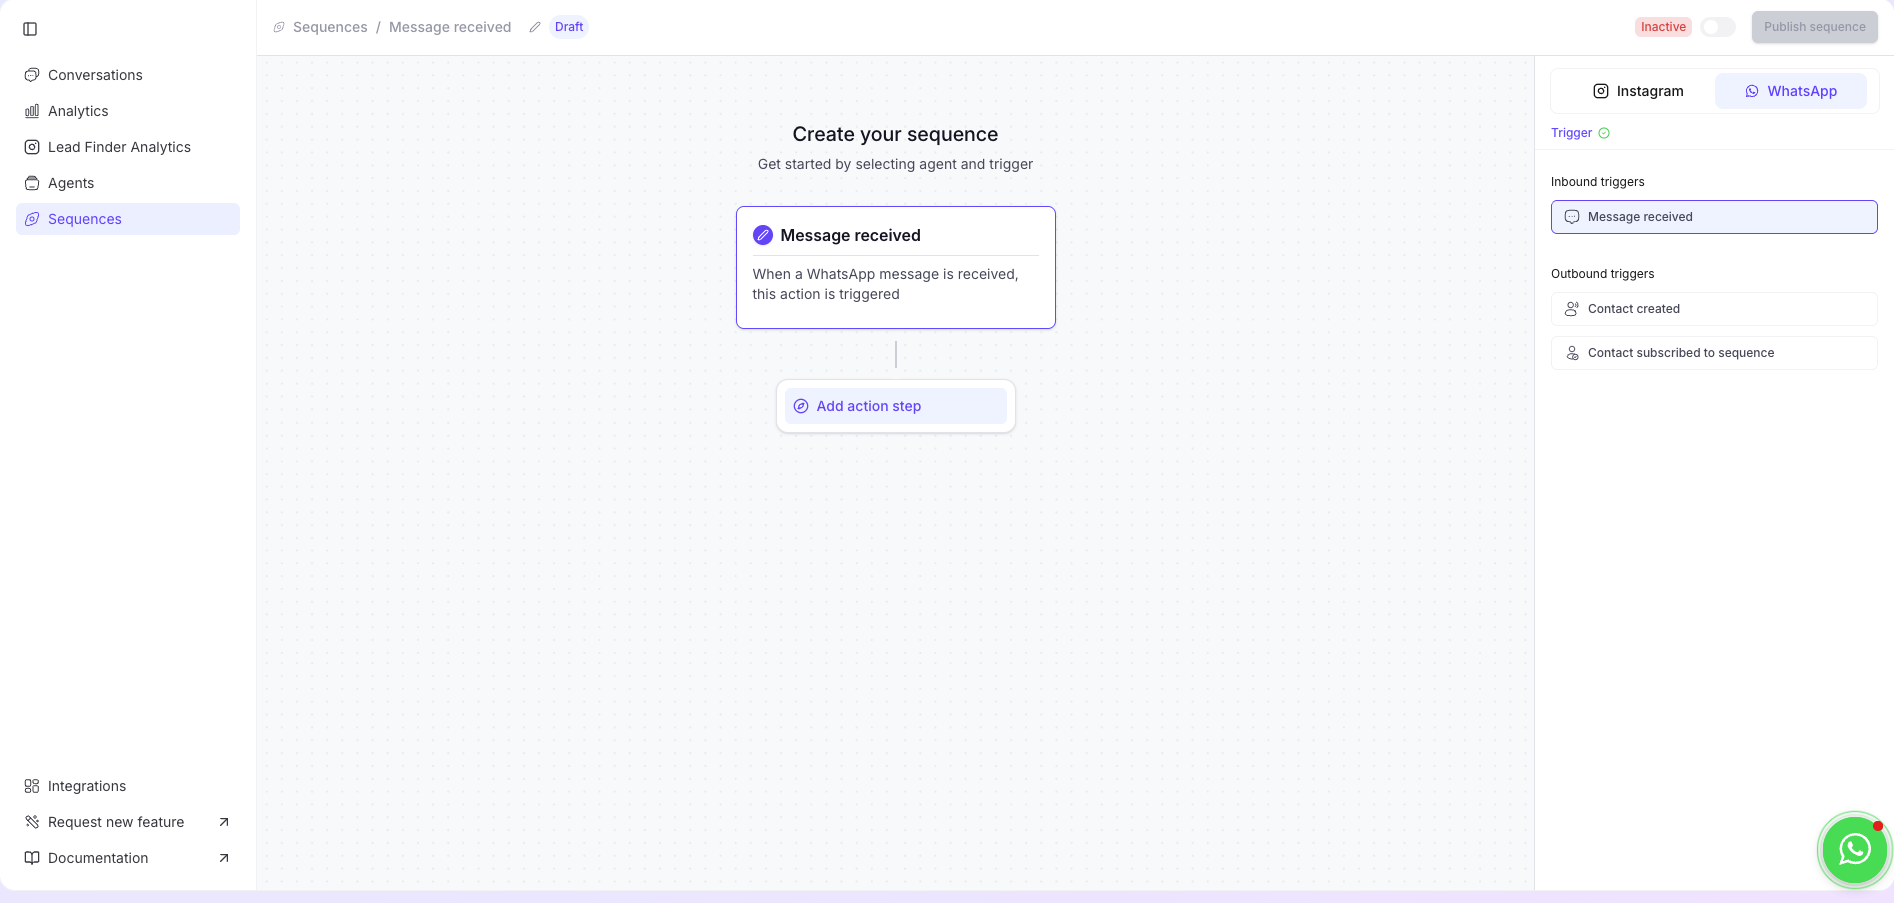 Sequences / Message received
Draft
Inactive
Publish sequence
Conversations
Analytics
Lead Finder Analytics
Agents
Sequences
Integrations
Request new feature
Documentation
Create your sequence
Get started by selecting agent and trigger
Message received
When a WhatsApp message is received,
this action is triggered
Add action step
Instagram
WhatsApp
Trigger
Inbound triggers
Message received
Outbound triggers
Contact created
Contact subscribed to sequence